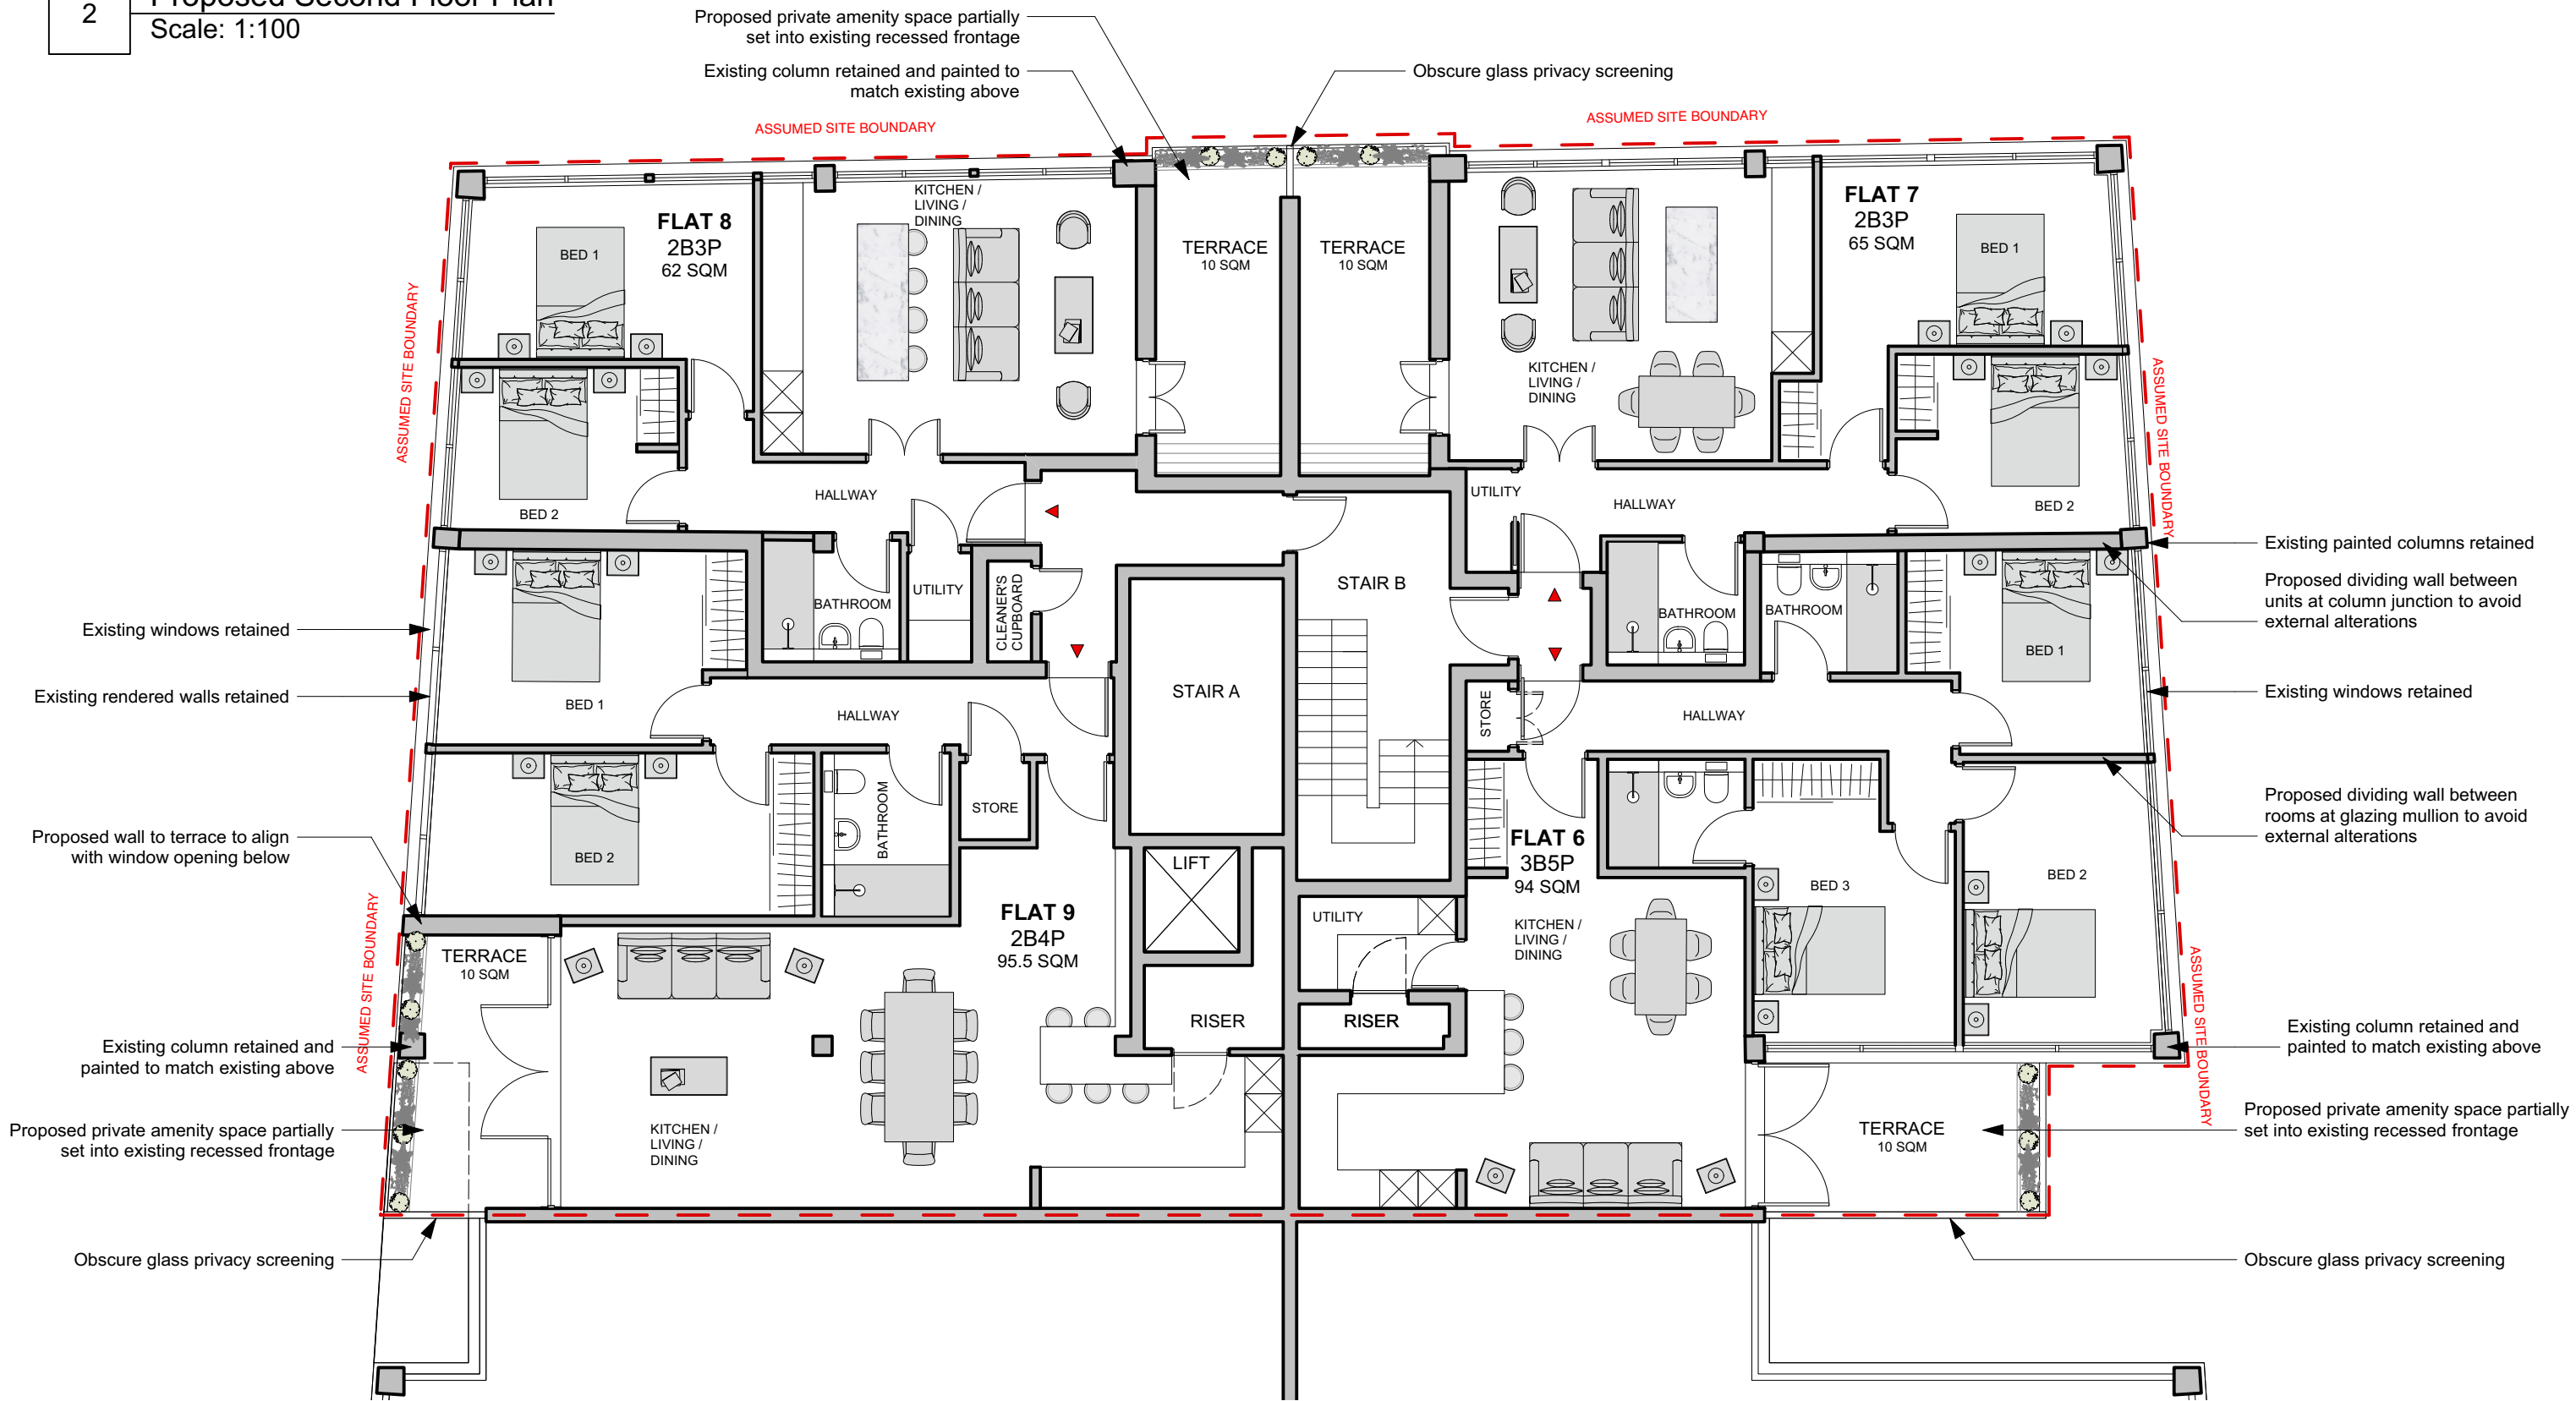 2
Proposed Second Floor Plan
Scale: 1:100
Proposed private amenity space partially
set into existing recessed frontage
Existing column retained and painted to
match existing above
Obscure glass privacy screening
ASSUMED SITE BOUNDARY
ASSUMED SITE BOUNDARY
ASSUMED SITE BOUNDARY
ASSUMED SITE BOUNDARY
FLAT 8
2B3P
62 SQM
BED 1
BED 2
KITCHEN /
LIVING /
DINING
HALLWAY
BATHROOM
UTILITY
CLEANER'S
CUPBOARD
TERRACE
10 SQM
TERRACE
10 SQM
FLAT 7
2B3P
65 SQM
BED 1
BED 2
KITCHEN /
LIVING /
DINING
UTILITY
HALLWAY
BATHROOM
STAIR B
STAIR A
LIFT
RISER
RISER
Existing windows retained
Existing rendered walls retained
Proposed wall to terrace to align
with window opening below
ASSUMED SITE BOUNDARY
Existing column retained and
painted to match existing above
Proposed private amenity space partially
set into existing recessed frontage
Obscure glass privacy screening
BED 1
HALLWAY
BED 2
BATHROOM
STORE
FLAT 9
2B4P
95.5 SQM
TERRACE
10 SQM
KITCHEN /
LIVING /
DINING
BATHROOM
BED 1
STORE
HALLWAY
FLAT 6
3B5P
94 SQM
BED 3
BED 2
UTILITY
KITCHEN /
LIVING /
DINING
TERRACE
10 SQM
Existing painted columns retained
Proposed dividing wall between
units at column junction to avoid
external alterations
Existing windows retained
Proposed dividing wall between
rooms at glazing mullion to avoid
external alterations
ASSUMED SITE BOUNDARY
Existing column retained and
painted to match existing above
Proposed private amenity space partially
set into existing recessed frontage
Obscure glass privacy screening